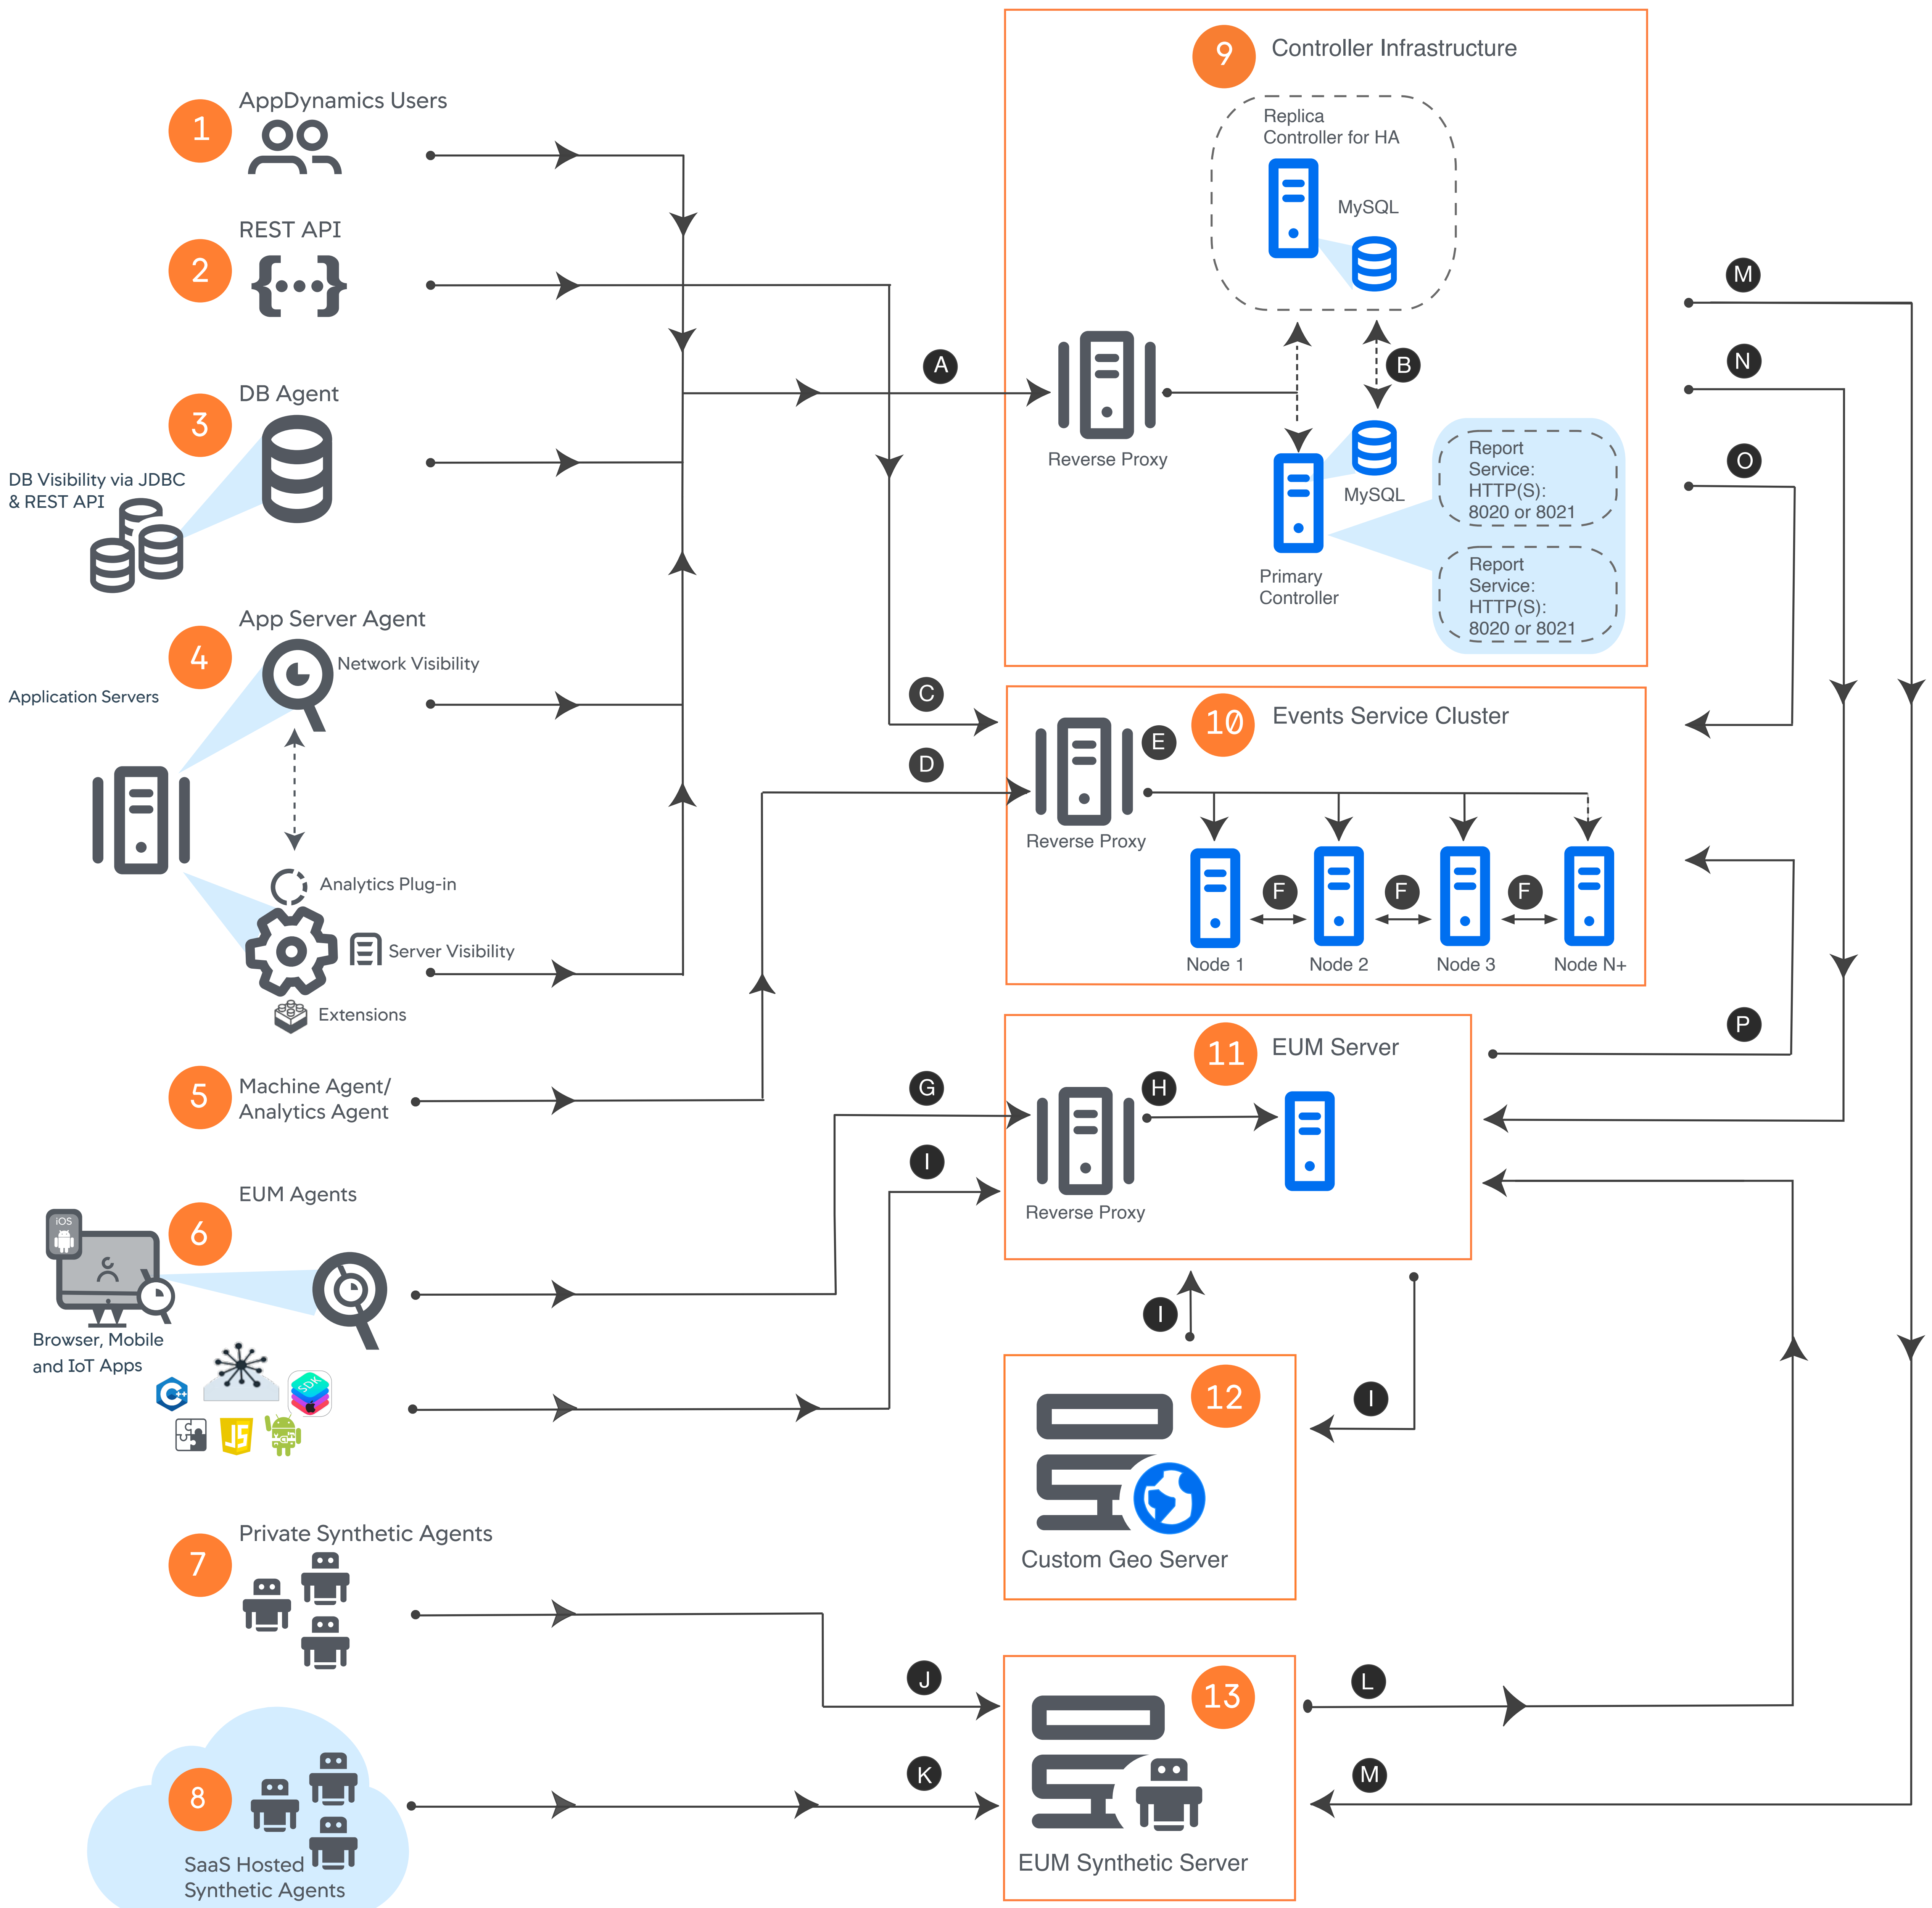 1
AppDynamics Users
2
REST API
3
DB Agent
DB Visibility via JDBC
& REST API
4
App Server Agent
Network Visibility
Application Servers
Analytics Plug-in
Server Visibility
Extensions
5
Machine Agent/
Analytics Agent
6
EUM Agents
iOS
Browser, Mobile
and IoT Apps
C++
SDK
JS
7
Private Synthetic Agents
8
SaaS Hosted
Synthetic Agents
A
C
D
G
I
J
K
9
Controller Infrastructure
Replica
Controller for HA
MySQL
B
Reverse Proxy
MySQL
Primary
Controller
Report
Service:
HTTP(S):
8020 or 8021
Report
Service:
HTTP(S):
8020 or 8021
10
Events Service Cluster
E
Reverse Proxy
F
F
F
Node 1
Node 2
Node 3
Node N+
11
EUM Server
H
Reverse Proxy
I
I
12
Custom Geo Server
13
EUM Synthetic Server
L
M
M
N
O
P